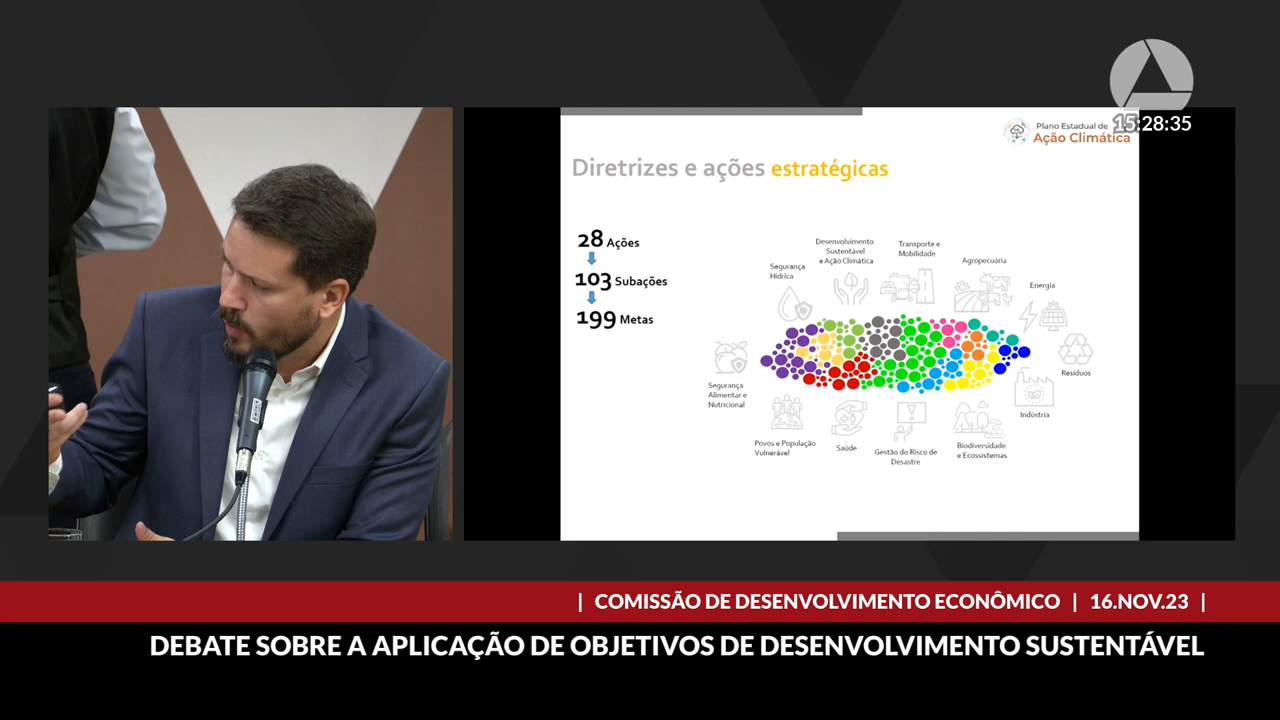 15:28:35
Plano Estadual de
Ação Climática
Diretrizes e ações estratégicas
28 Ações
103 Subações
199 Metas
Segurança
Hídrica
Desenvolvimento
Sustentável
e Ação Climática
Transporte e
Mobilidade
Agropecuária
Energia
Resíduos
Indústria
Biodiversidade
e Ecossistemas
Gestão do Risco de
Desastre
Saúde
Povos e População
Vulnerável
Segurança
Alimentar e
Nutricional
| COMISSÃO DE DESENVOLVIMENTO ECONÔMICO | 16.NOV.23 |
DEBATE SOBRE A APLICAÇÃO DE OBJETIVOS DE DESENVOLVIMENTO SUSTENTÁVEL